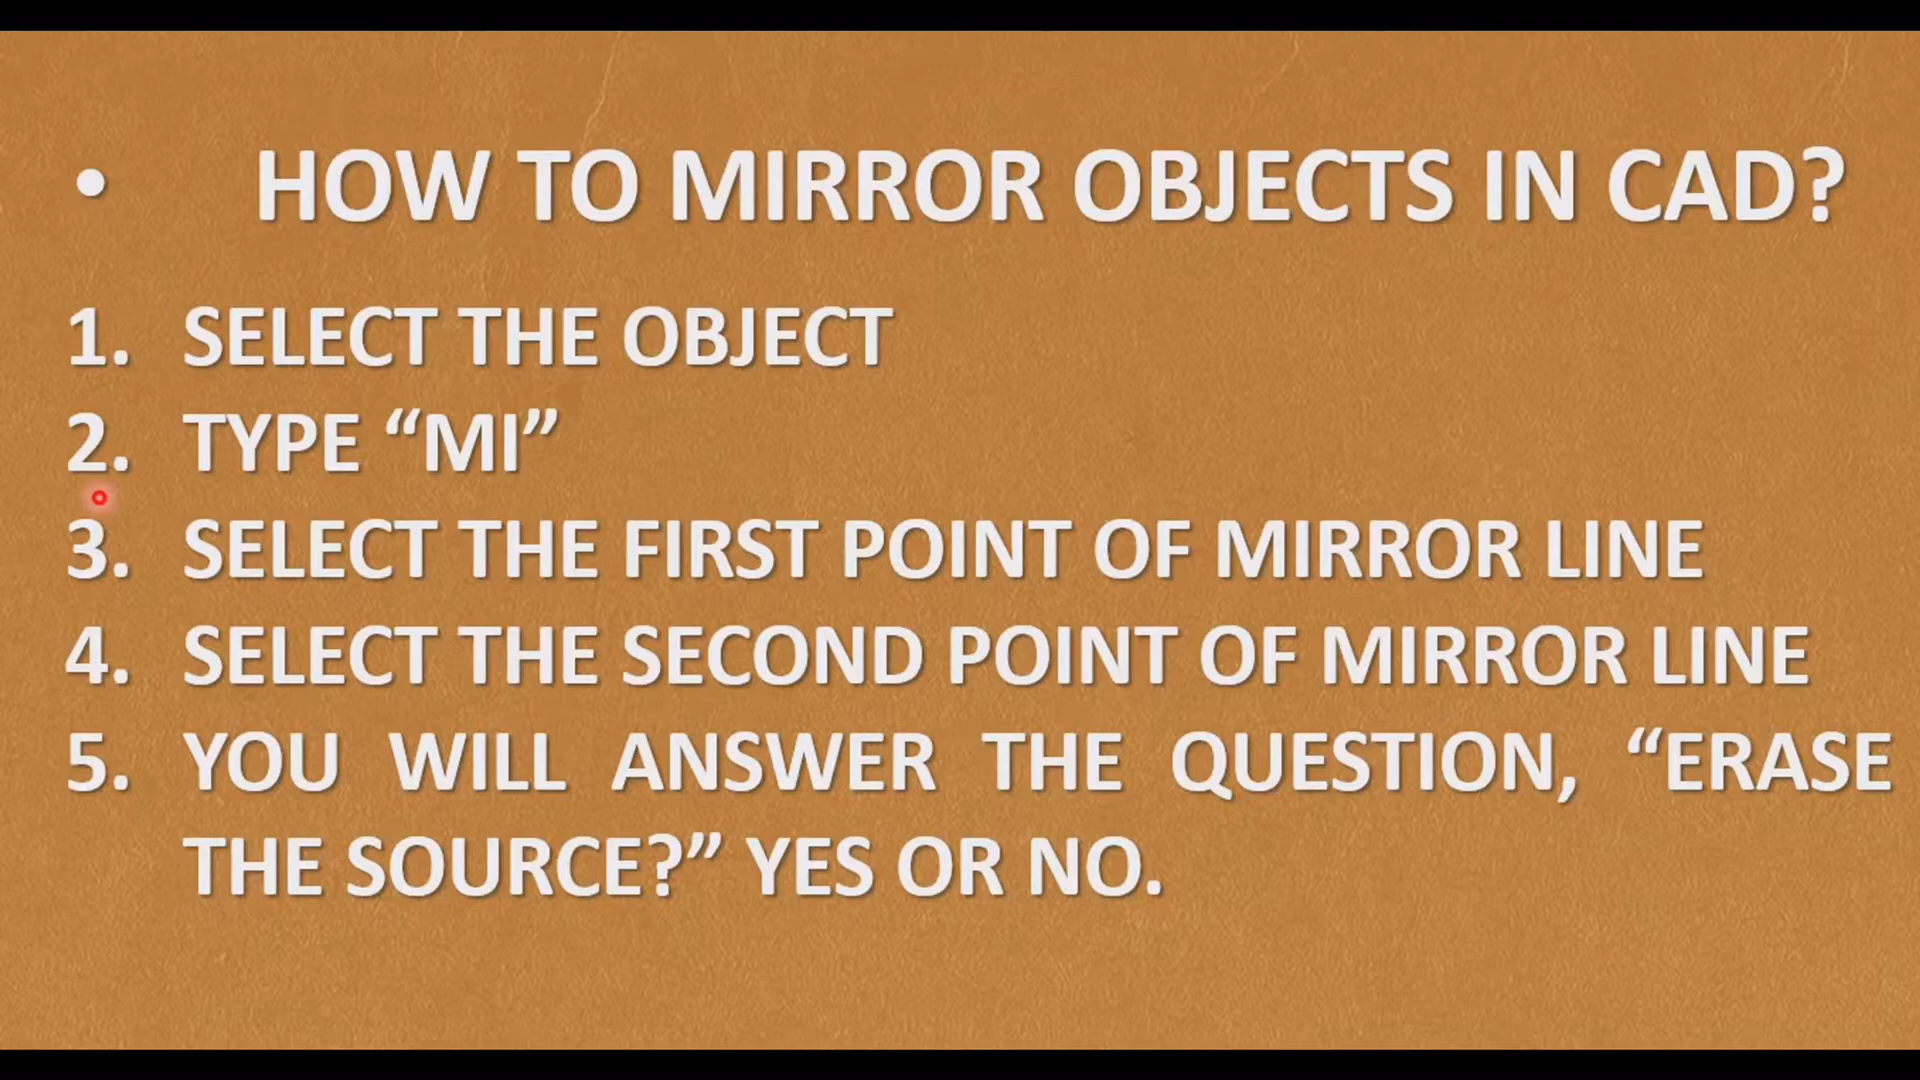 • HOW TO MIRROR OBJECTS IN CAD?
1. SELECT THE OBJECT
2. TYPE “MI”
3. SELECT THE FIRST POINT OF MIRROR LINE
4. SELECT THE SECOND POINT OF MIRROR LINE
5. YOU WILL ANSWER THE QUESTION, “ERASE
THE SOURCE?” YES OR NO.